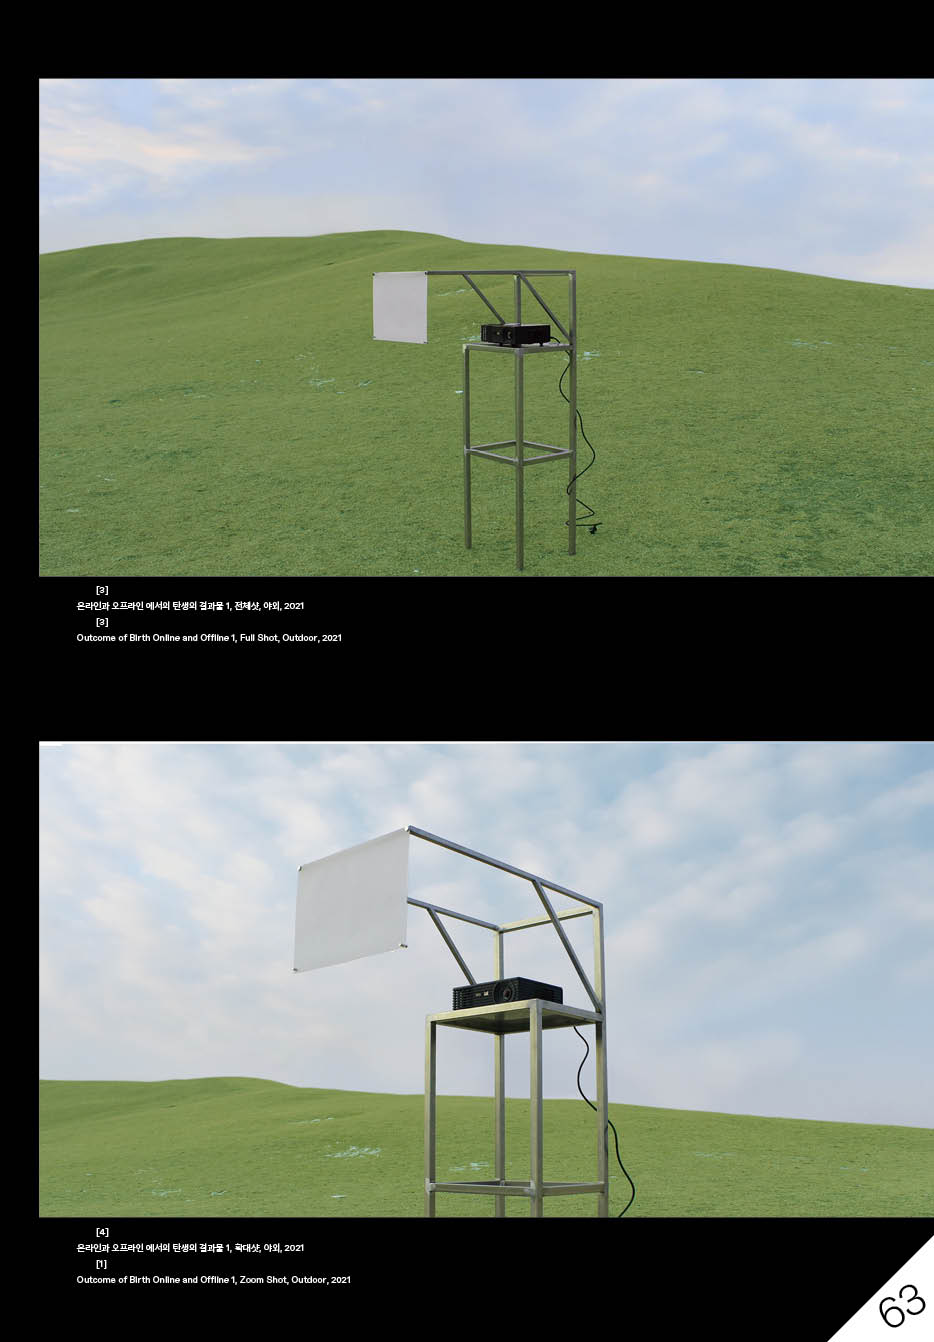 [3]
온라인과 오프라인 에서의 탄생의 결과물 1, 전체샷, 야외, 2021
[3]
Outcome of Birth Online and Offline 1, Full Shot, Outdoor, 2021
[4]
온라인과 오프라인 에서의 탄생의 결과물 1, 확대샷, 야외, 2021
[1]
Outcome of Birth Online and Offline 1, Zoom Shot, Outdoor, 2021
63